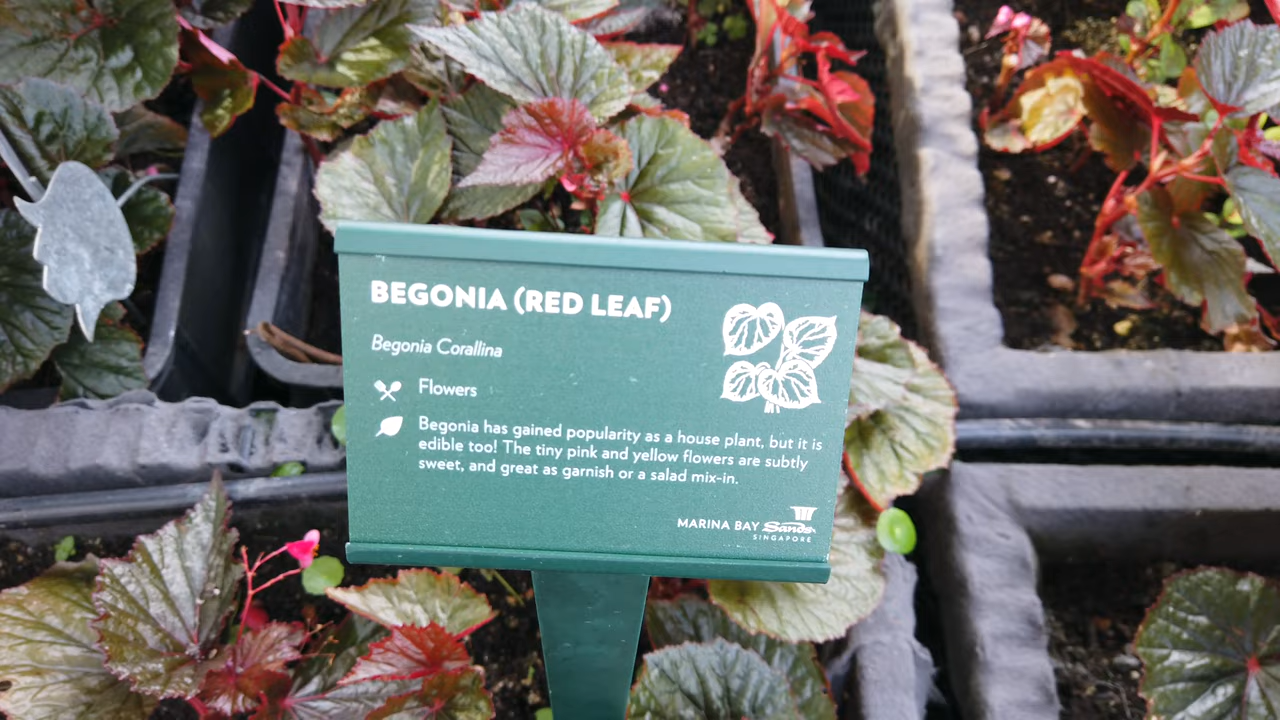 BEGONIA (RED LEAF)
Begonia Corallina
Flowers
Begonia has gained popularity as a house plant, but it is
edible too! The tiny pink and yellow flowers are subtly
sweet, and great as garnish or a salad mix-in.
MARINA BAY Sands
SINGAPORE